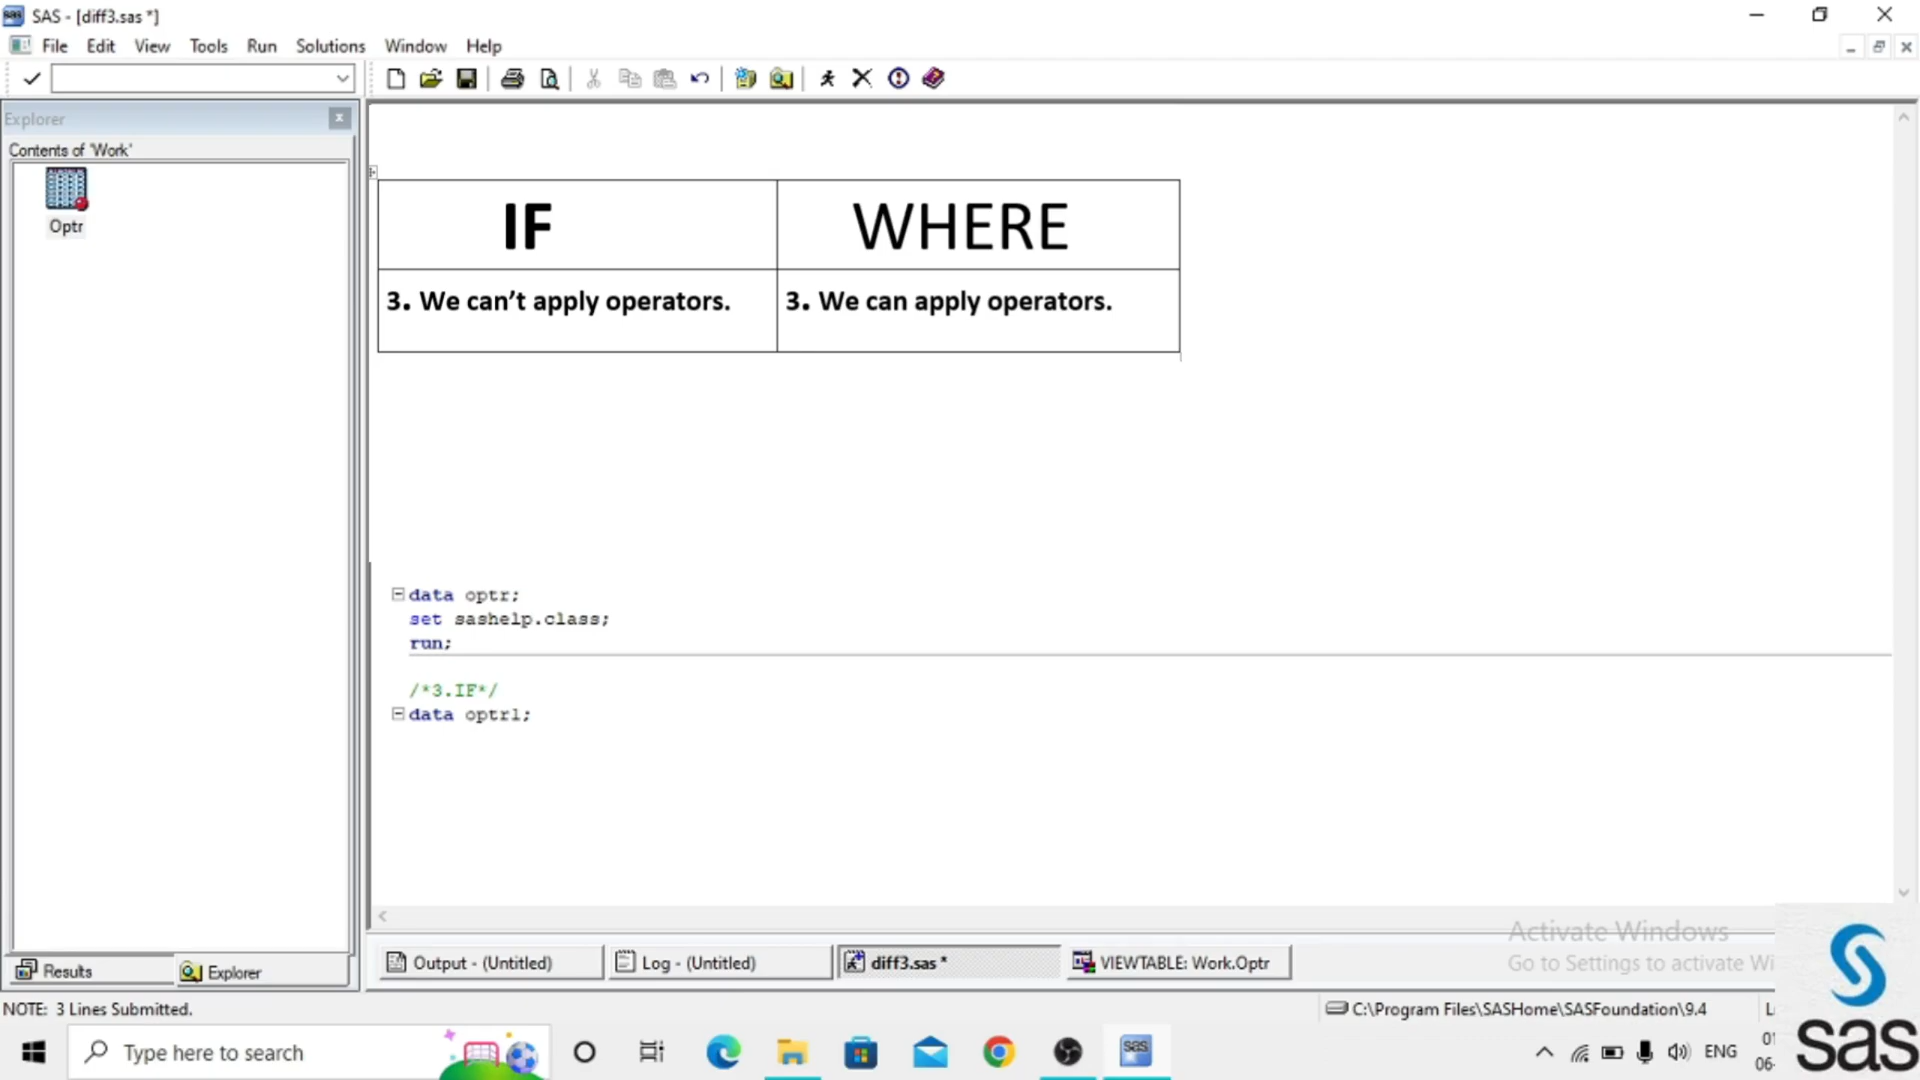 SAS - [diff3.sas *]
File Edit View Tools Run Solutions Window Help
Explorer
Contents of 'Work'
Optr
IF WHERE
3. We can't apply operators. 3. We can apply operators.
data optr;
set sashelp.class;
run;
/*3.IF*/
data optr1;
Activate Windows
Go to Settings to activate Wi
Results Explorer
Output - (Untitled) Log - (Untitled) diff3.sas * VIEWTABLE: Work.Optr
NOTE: 3 Lines Submitted.
C:\Program Files\SASHome\SASFoundation\9.4
Type here to search
sas
ENG
06-
sas